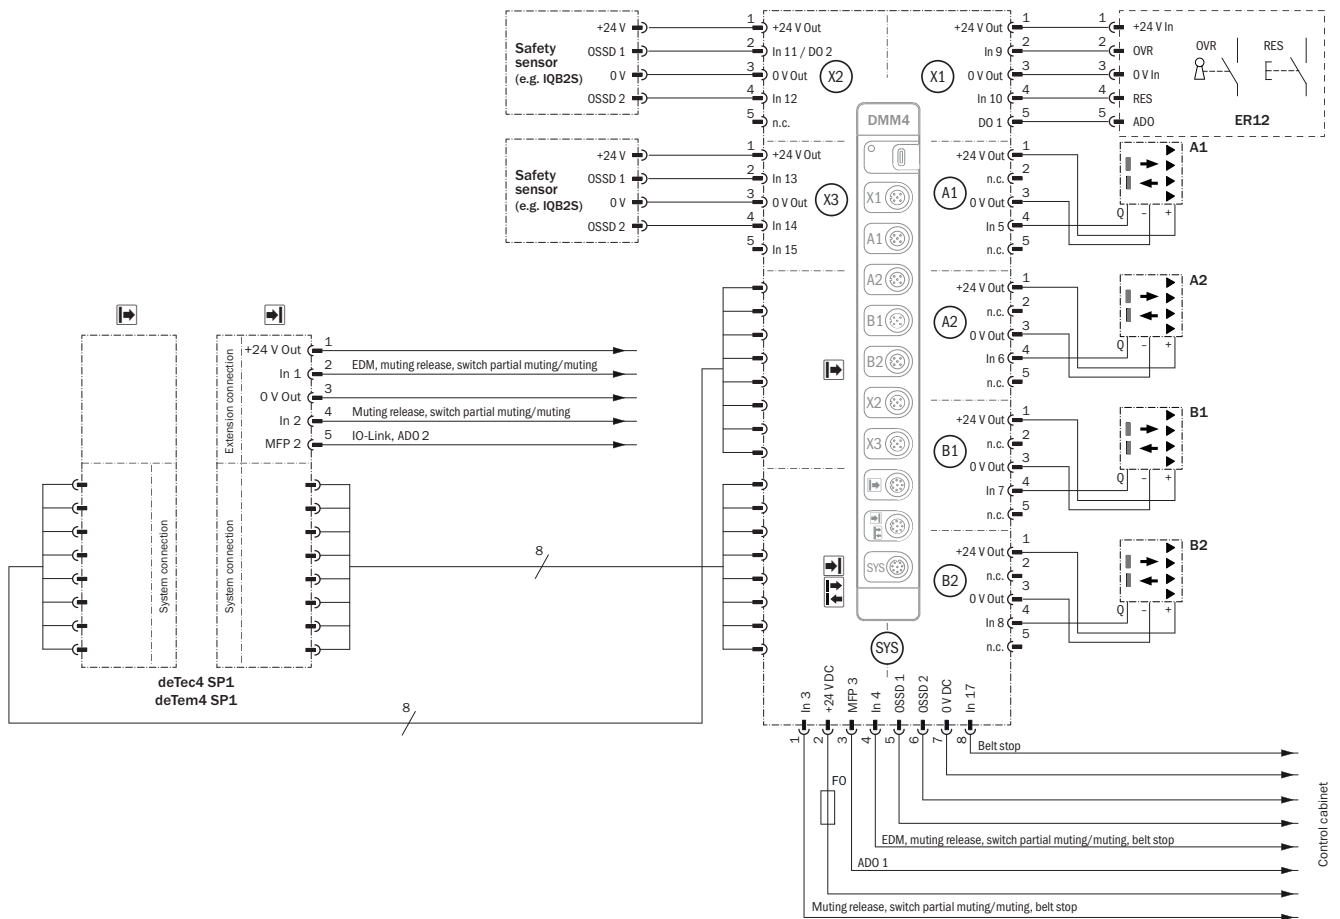 Safety
sensor
(e.g. IQB2S)
+24 V
OSSD 1
0 V
OSSD 2
1
2
3
4
5
+24 V Out
In 11 / DO 2
0 V Out
In 12
n.c.
X2
X1
+24 V Out
In 9
0 V Out
In 10
DO 1
1
2
3
4
5
1
2
3
4
5
+24 V In
OVR
0 V In
RES
ADO
OVR
RES
ER12
Safety
sensor
(e.g. IQB2S)
+24 V
OSSD 1
0 V
OSSD 2
1
2
3
4
5
+24 V Out
In 13
0 V Out
In 14
In 15
X3
DMM4
X1
A1
A2
B1
B2
X2
X3
SYS
A1
+24 V Out
n.c.
0 V Out
In 5
n.c.
1
2
3
4
5
Q
–
+
A1
A2
+24 V Out
n.c.
0 V Out
In 6
n.c.
1
2
3
4
5
Q
–
+
A2
B1
+24 V Out
n.c.
0 V Out
In 7
n.c.
1
2
3
4
5
Q
–
+
B1
B2
+24 V Out
n.c.
0 V Out
In 8
n.c.
1
2
3
4
5
Q
–
+
B2
Extension connection
+24 V Out
In 1
0 V Out
In 2
MFP 2
1
2
3
4
5
EDM, muting release, switch partial muting/muting
Muting release, switch partial muting/muting
IO-Link, ADO 2
System connection
System connection
deTec4 SP1
deTem4 SP1
8
8
SYS
In 3
+24 V DC
MFP 3
In 4
OSSD 1
OSSD 2
0 V DC
In 17
1
2
3
4
5
6
7
8
Belt stop
F0
EDM, muting release, switch partial muting/muting, belt stop
ADO 1
Muting release, switch partial muting/muting, belt stop
Control cabinet